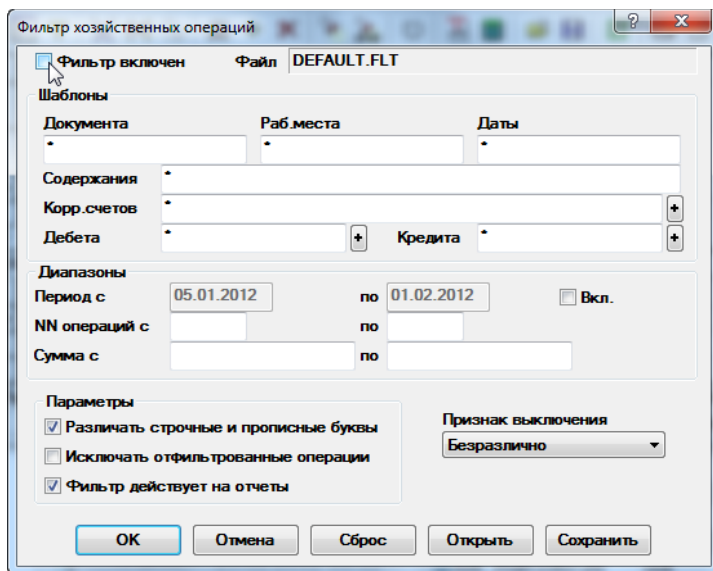 Фильтр хозяйственных операций
Фильтр включен Файл DEFAULT.FLT
Шаблоны
Документа Раб.места Даты
* * *
Содержания *
Корр.счетов * +
Дебета * + Кредита * +
Диапазоны
Период с 05.01.2012 по 01.02.2012 Вкл.
NN операций с по
Сумма с по
Параметры
Различать строчные и прописные буквы
Исключать отфильтрованные операции
Фильтр действует на отчеты
Признак выключения
Безразлично
OK Отмена Сброс Открыть Сохранить